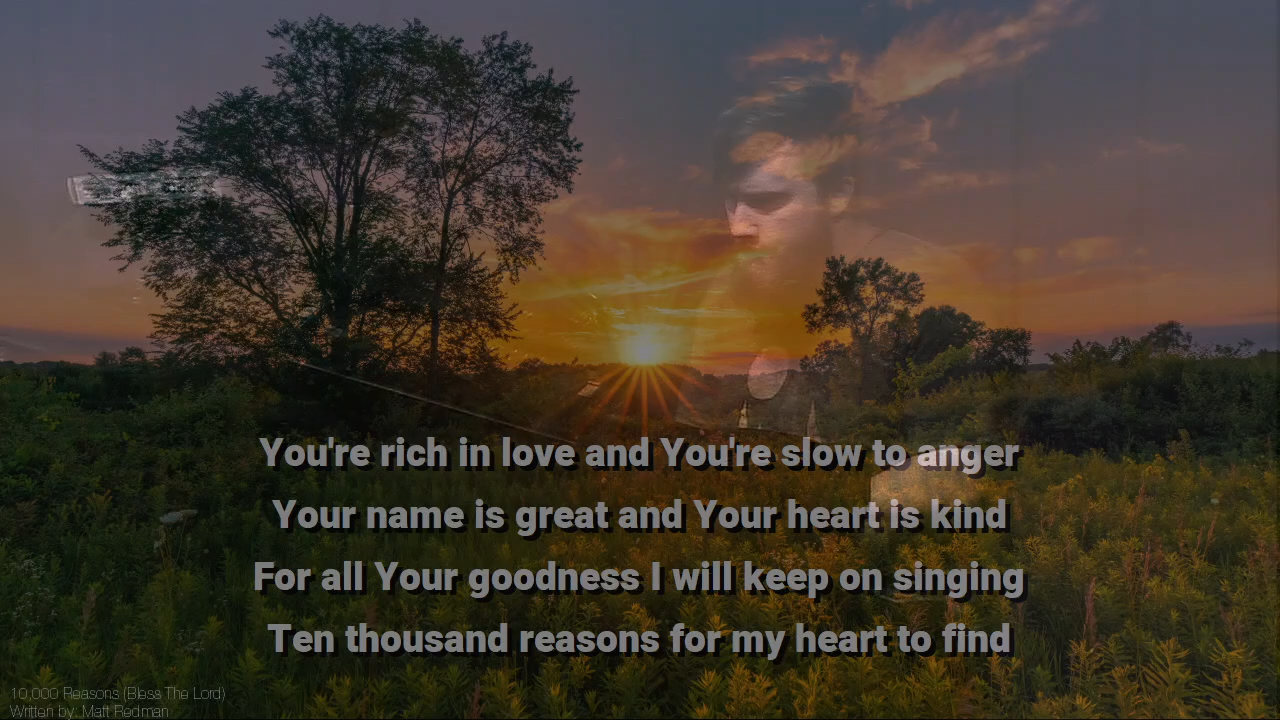 You're rich in love and You're slow to anger
Your name is great and Your heart is kind
For all Your goodness I will keep on singing
Ten thousand reasons for my heart to find
10,000 Reasons (Bless The Lord)
Written by: Matt Redman